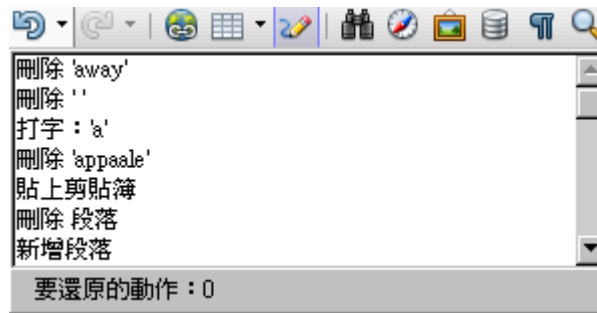 刪除 'away'
刪除 ' '
打字：'a'
刪除 'appaale'
貼上剪貼簿
刪除 段落
新增段落
要還原的動作：0